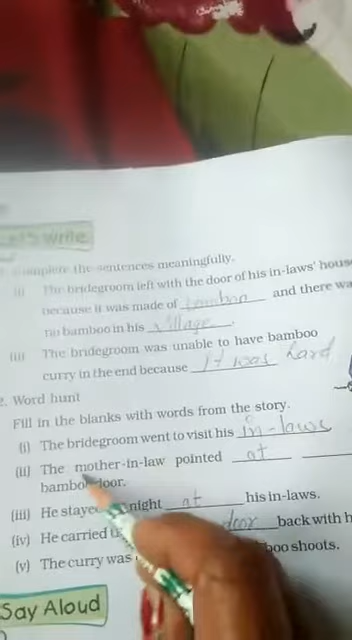 Let's Write
Complete the sentences meaningfully.
(i) The bridegroom left with the door of his in-laws' house
because it was made of bamboo and there wa
no bamboo in his village.
(ii) The bridegroom was unable to have bamboo
curry in the end because It was hard
2. Word hunt
Fill in the blanks with words from the story.
(i) The bridegroom went to visit his in-laws
(ii) The mother-in-law pointed at
bamboo door.
(iii) He staye night at his in-laws.
(iv) He carried door back with h
(v) The curry was boo shoots.
Say Aloud